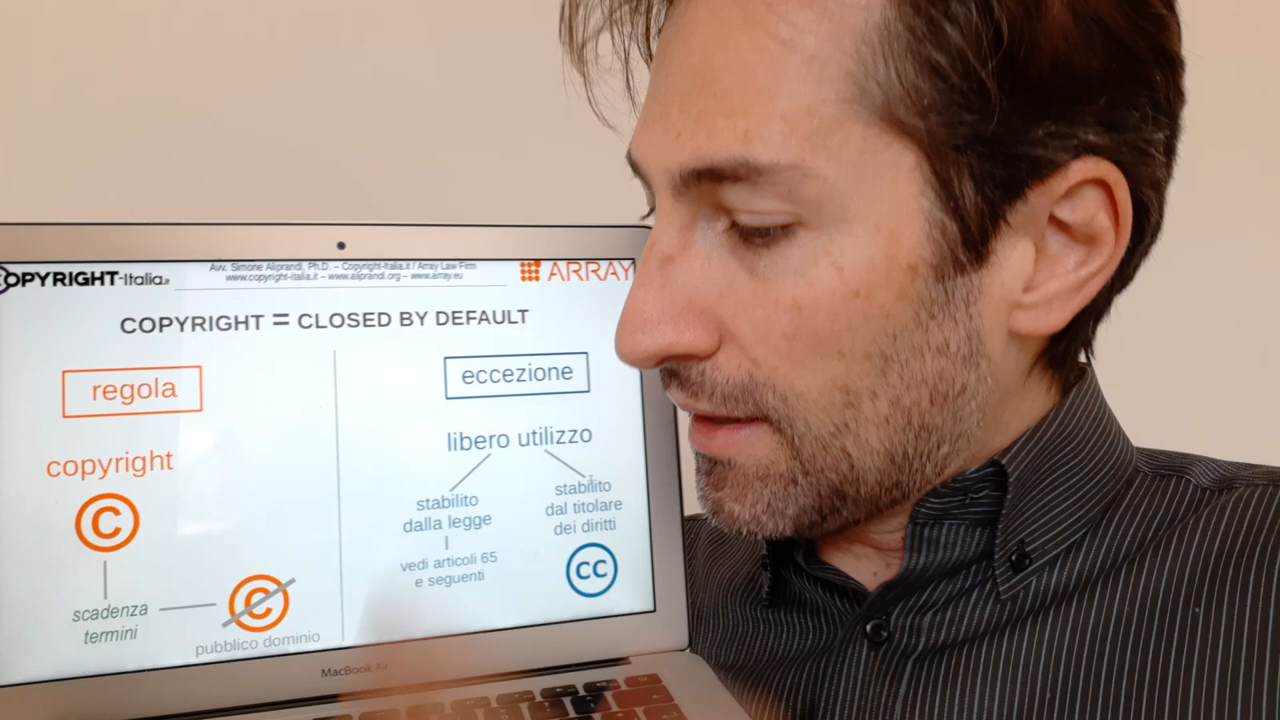 COPYRIGHT-Italia.it
Avv. Simone Aliprandi, Ph.D. – Copyright-Italia.it / Array Law Firm
www.copyright-italia.it – www.aliprandi.org – www.array.eu
ARRAY
COPYRIGHT = CLOSED BY DEFAULT
regola
copyright
C
scadenza
termini
C
pubblico dominio
eccezione
libero utilizzo
stabilito
dalla legge
vedi articoli 65
e seguenti
stabilito
dal titolare
dei diritti
CC
MacBook Air